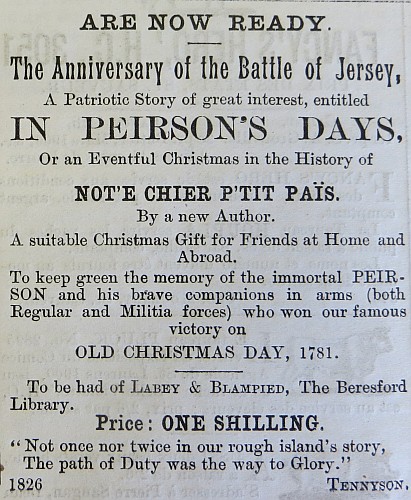 ARE NOW READY.
The Anniversary of the Battle of Jersey,
A Patriotic Story of great interest, entitled
IN PEIRSON'S DAYS,
Or an Eventful Christmas in the History of
NOT'E CHIER P'TIT PAÏS.
By a new Author.
A suitable Christmas Gift for Friends at Home and
Abroad.
To keep green the memory of the immortal PEIR-
SON and his brave companions in arms (both
Regular and Militia forces) who won our famous
victory on
OLD CHRISTMAS DAY, 1781.
To be had of LABEY & BLAMPIED, The Beresford
Library.
Price: ONE SHILLING.
"Not once nor twice in our rough island's story,
The path of Duty was the way to Glory."
1826 TENNYSON.